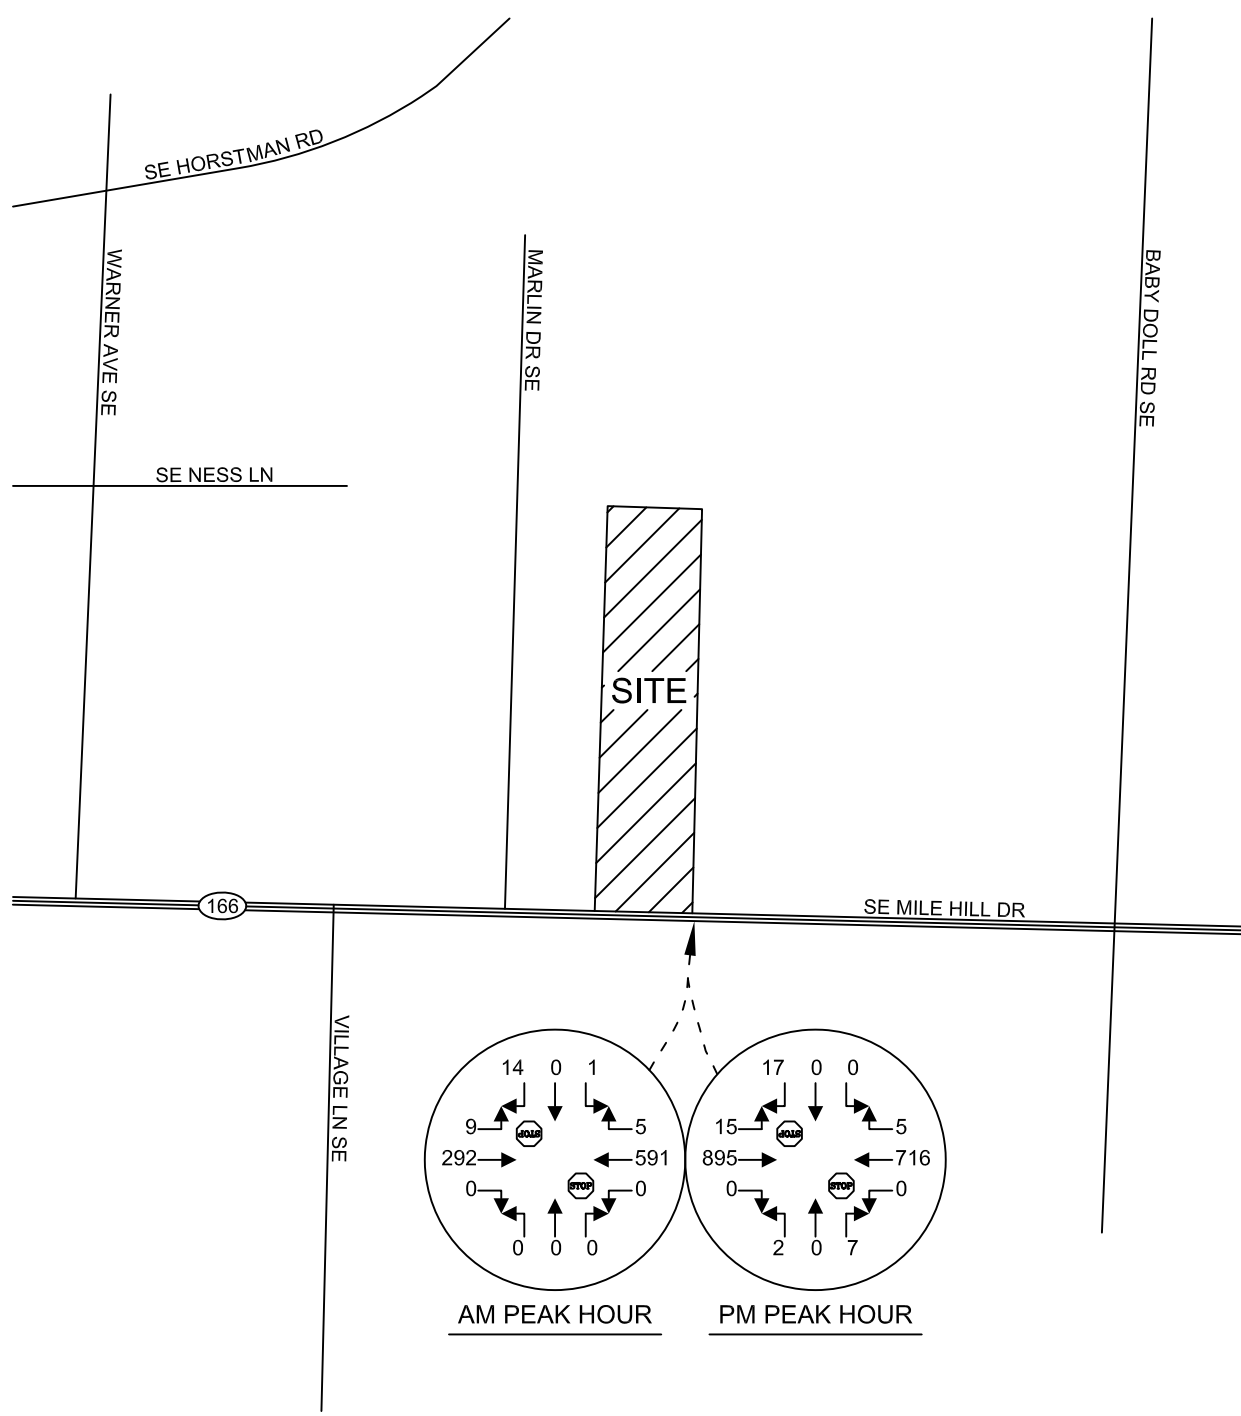 SE HORSTMAN RD
WARNER AVE SE
MARLIN DR SE
BABY DOLL RD SE
SE NESS LN
SITE
166
SE MILE HILL DR
VILLAGE LN SE
14 0 1
9 5
STOP
292 591
STOP
0 0
0 0 0
AM PEAK HOUR
17 0 0
15 5
STOP
895 716
STOP
0 0
2 0 7
PM PEAK HOUR